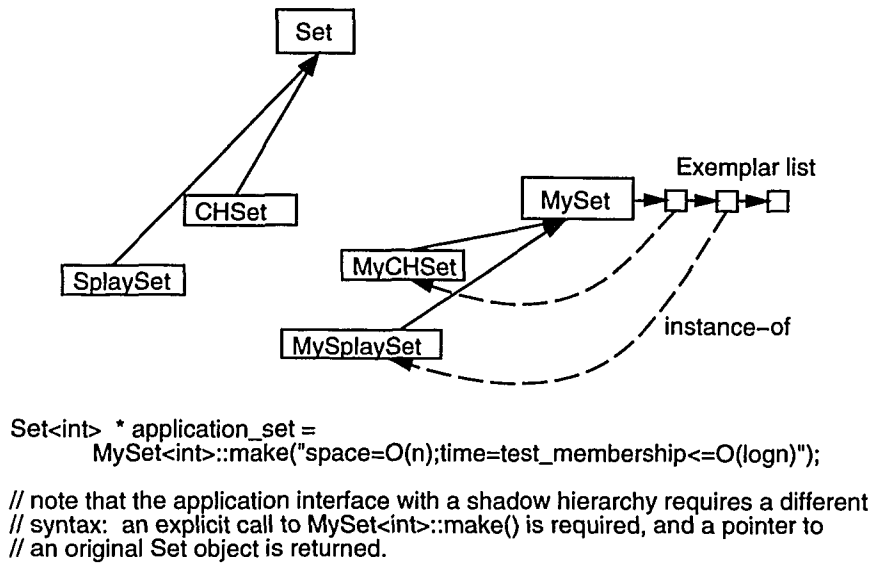 Set
Exemplar list
MySet
CHSet
MyCHSet
SplaySet
instance-of
MySplaySet
Set<int> * application_set =
MySet<int>::make("space=O(n);time=test_membership<=O(logn)");
// note that the application interface with a shadow hierarchy requires a different
// syntax: an explicit call to MySet<int>::make() is required, and a pointer to
// an original Set object is returned.